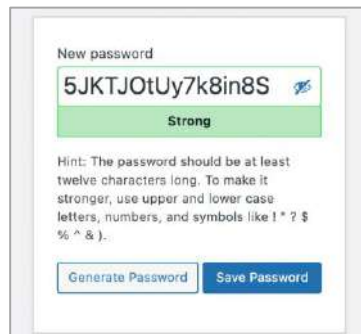 New password
5JKTJOtUy7k8in8S
Strong
Hint: The password should be at least
twelve characters long. To make it
stronger, use upper and lower case
letters, numbers, and symbols like ! " ? $
% ^ & ).
Generate Password Save Password